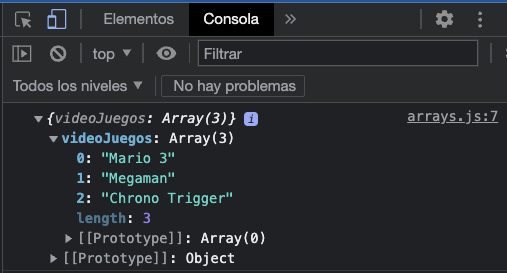 Elementos Consola »
top Filtrar
Todos los niveles No hay problemas
{videoJuegos: Array(3)} i arrays.js:7
videoJuegos: Array(3)
0: "Mario 3"
1: "Megaman"
2: "Chrono Trigger"
length: 3
[[Prototype]]: Array(0)
[[Prototype]]: Object